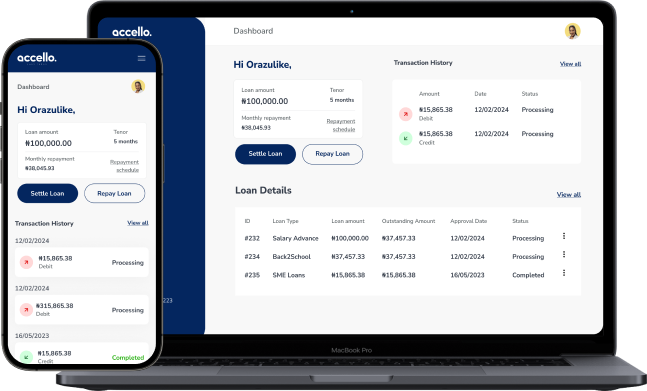 accello.
Dashboard
Hi Orazulike,
Loan amount
Tenor
₦100,000.00
5 months
Monthly repayment
Repayment
₦38,045.93
schedule
Settle Loan
Repay Loan
Transaction History
View all
12/02/2024
₦15,865.38
Debit
Processing
12/02/2024
₦315,865.38
Debit
Processing
16/05/2023
₦15,865.38
Credit
Completed
accello.
Dashboard
Hi Orazulike,
Loan amount
Tenor
₦100,000.00
5 months
Monthly repayment
Repayment
₦38,045.93
schedule
Settle Loan
Repay Loan
Transaction History
View all
Amount Date Status
₦15,865.38 12/02/2024 Processing
Debit
₦15,865.38 12/02/2024 Processing
Credit
Loan Details
View all
ID Loan Type Loan amount Outstanding Amount Approval Date Status
#232 Salary Advance ₦100,000.00 ₦37,457.33 12/02/2024 Processing
#234 Back2School ₦37,457.33 ₦37,457.33 12/02/2024 Processing
#235 SME Loans ₦15,865.38 ₦15,865.38 16/05/2023 Completed
223
MacBook Pro